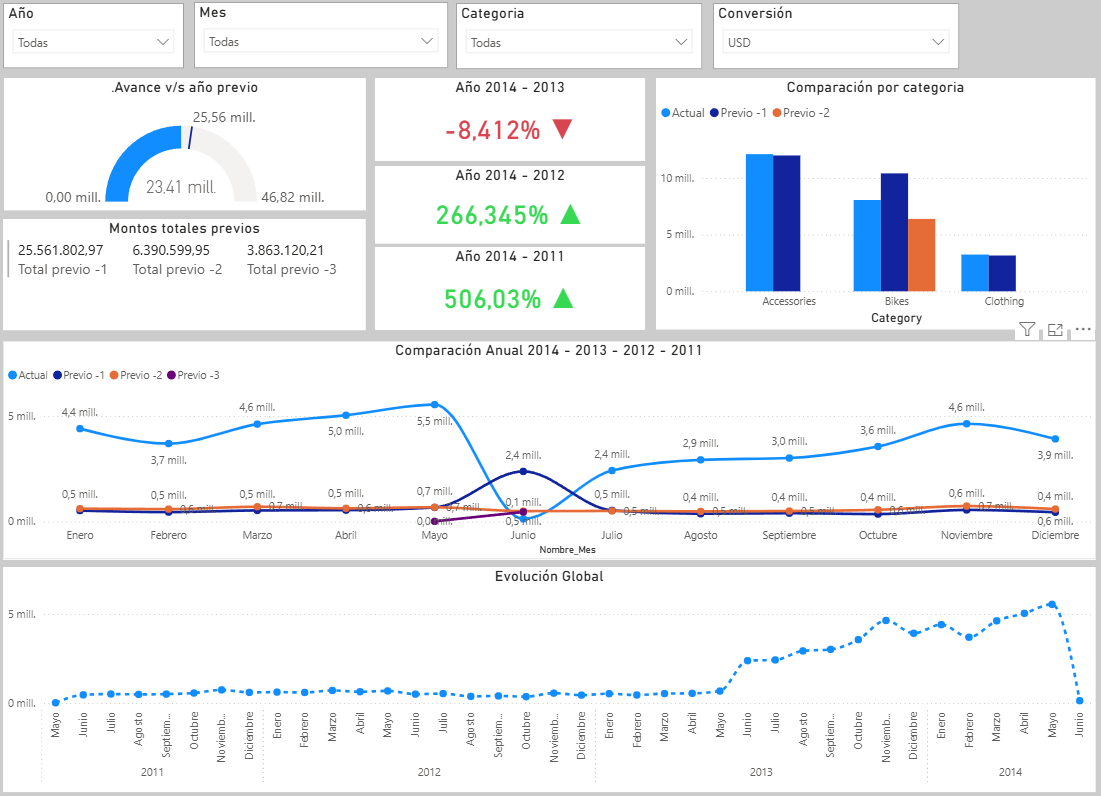 Año
Todas
Mes
Todas
Categoria
Todas
Conversión
USD
.Avance v/s año previo
25,56 mill.
23,41 mill.
0,00 mill.
46,82 mill.
Montos totales previos
25.561.802,97
Total previo -1
6.390.599,95
Total previo -2
3.863.120,21
Total previo -3
Año 2014 - 2013
-8,412%
Año 2014 - 2012
266,345%
Año 2014 - 2011
506,03%
Comparación por categoria
Actual Previo -1 Previo -2
10 mill.
5 mill.
0 mill.
Accessories Bikes Clothing
Category
Comparación Anual 2014 - 2013 - 2012 - 2011
Actual Previo -1 Previo -2 Previo -3
5 mill.
0 mill.
4,4 mill. 3,7 mill. 4,6 mill. 5,0 mill. 5,5 mill. 2,4 mill. 2,4 mill. 2,9 mill. 3,0 mill. 3,6 mill. 4,6 mill. 3,9 mill.
0,5 mill. 0,5 mill. 0,5 mill. 0,5 mill. 0,7 mill. 0,1 mill. 0,5 mill. 0,4 mill. 0,4 mill. 0,4 mill. 0,6 mill. 0,4 mill.
0,6 mill. 0,7 mill. 0,6 mill. 0,7 mill. 0,5 mill. 0,5 mill. 0,5 mill. 0,5 mill. 0,6 mill. 0,7 mill. 0,6 mill.
Enero Febrero Marzo Abril Mayo Junio Julio Agosto Septiembre Octubre Noviembre Diciembre
Nombre_Mes
Evolución Global
5 mill.
0 mill.
Mayo Junio Julio Agosto Septiem... Octubre Noviemb... Diciembre Enero Febrero Marzo Abril Mayo Junio Julio Agosto Septiem... Octubre Noviemb... Diciembre Enero Febrero Marzo Abril Mayo Junio Julio Agosto Septiem... Octubre Noviemb... Diciembre Enero Febrero Marzo Abril Mayo Junio
2011 2012 2013 2014